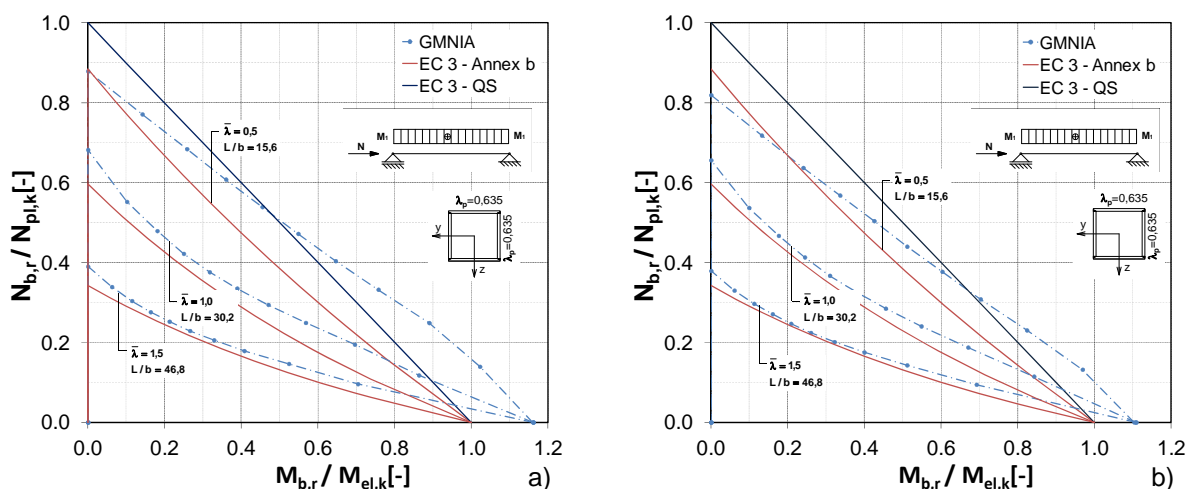 1.0
0.8
0.6
0.4
0.2
0.0
N_b,r / N_pl,k [-]
GMNIA
EC 3 - Annex b
EC 3 - QS
M₁
M₁
N
λ̅ = 0,5
L / b = 15,6
λ̅ = 1,0
L / b = 30,2
λ̅ = 1,5
L / b = 46,8
λp=0,635
λp=0,635
y
z
0.0 0.2 0.4 0.6 0.8 1.0 1.2
M_b,r / M_el,k [-]
a)
1.0
0.8
0.6
0.4
0.2
0.0
N_b,r / N_pl,k [-]
GMNIA
EC 3 - Annex b
EC 3 - QS
M₁
M₁
N
λ̅ = 0,5
L / b = 15,6
λ̅ = 1,0
L / b = 30,2
λ̅ = 1,5
L / b = 46,8
λp=0,635
λp=0,635
y
z
0.0 0.2 0.4 0.6 0.8 1.0 1.2
M_b,r / M_el,k [-]
b)